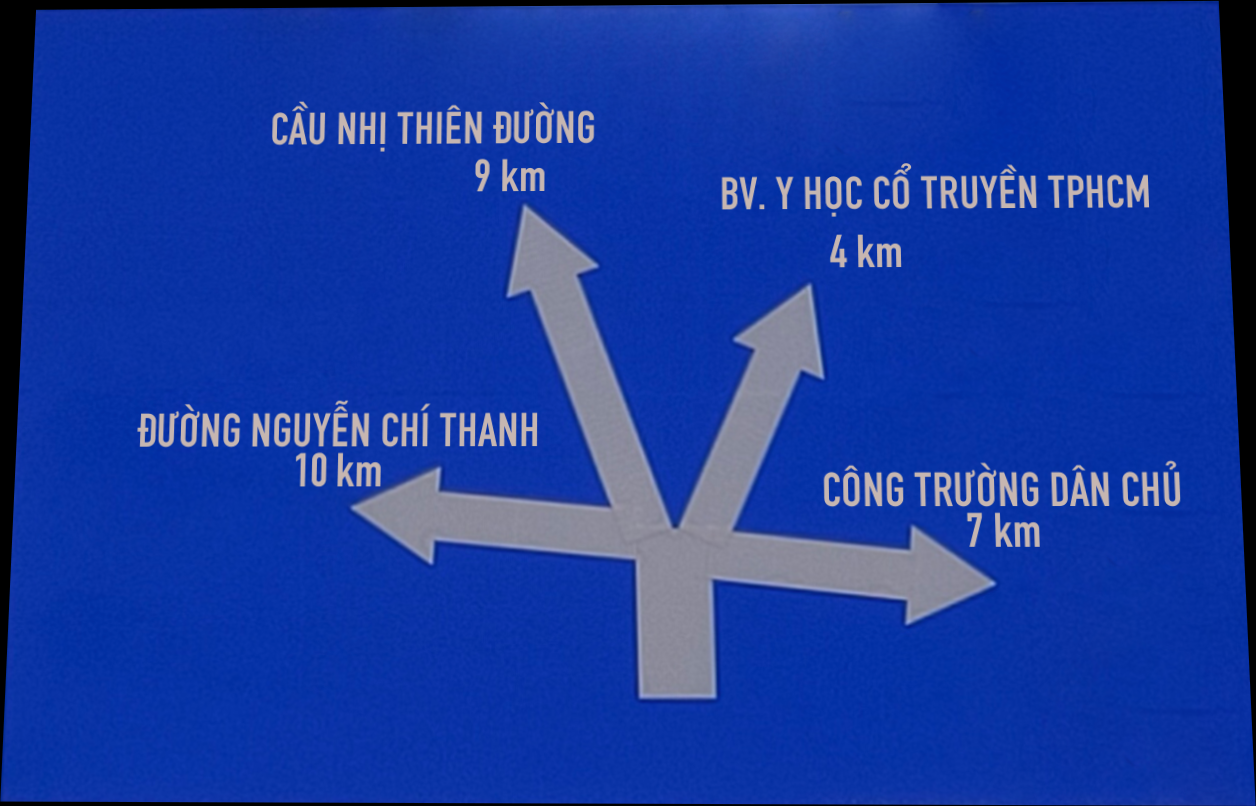 CẦU NHỊ THIÊN ĐƯỜNG
9 km
BV. Y HỌC CỔ TRUYỀN TPHCM
4 km
ĐƯỜNG NGUYỄN CHÍ THANH
10 km
CÔNG TRƯỜNG DÂN CHỦ
7 km